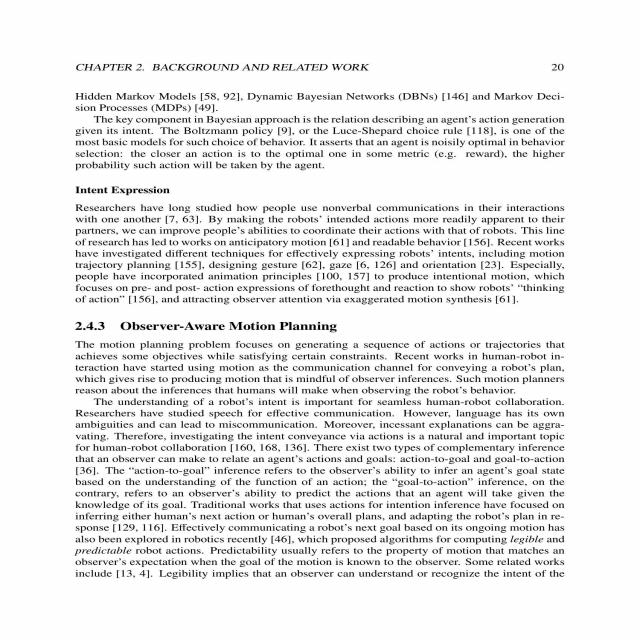 CHAPTER 2. BACKGROUND AND RELATED WORK 20
Hidden Markov Models [58, 92], Dynamic Bayesian Networks (DBNs) [146] and Markov Deci-
sion Processes (MDPs) [49].
The key component in Bayesian approach is the relation describing an agent's action generation
given its intent. The Boltzmann policy [9], or the Luce-Shepard choice rule [118], is one of the
most basic models for such choice of behavior. It asserts that an agent is noisily optimal in behavior
selection: the closer an action is to the optimal one in some metric (e.g. reward), the higher
probability such action will be taken by the agent.
Intent Expression
Researchers have long studied how people use nonverbal communications in their interactions
with one another [7, 63]. By making the robots' intended actions more readily apparent to their
partners, we can improve people's abilities to coordinate their actions with that of robots. This line
of research has led to works on anticipatory motion [61] and readable behavior [156]. Recent works
have investigated different techniques for effectively expressing robots' intents, including motion
trajectory planning [155], designing gesture [62], gaze [6, 126] and orientation [23]. Especially,
people have incorporated animation principles [100, 157] to produce intentional motion, which
focuses on pre- and post- action expressions of forethought and reaction to show robots' “thinking
of action” [156], and attracting observer attention via exaggerated motion synthesis [61].
2.4.3 Observer-Aware Motion Planning
The motion planning problem focuses on generating a sequence of actions or trajectories that
achieves some objectives while satisfying certain constraints. Recent works in human-robot in-
teraction have started using motion as the communication channel for conveying a robot's plan,
which gives rise to producing motion that is mindful of observer inferences. Such motion planners
reason about the inferences that humans will make when observing the robot's behavior.
The understanding of a robot's intent is important for seamless human-robot collaboration.
Researchers have studied speech for effective communication. However, language has its own
ambiguities and can lead to miscommunication. Moreover, incessant explanations can be aggra-
vating. Therefore, investigating the intent conveyance via actions is a natural and important topic
for human-robot collaboration [160, 168, 136]. There exist two types of complementary inference
that an observer can make to relate an agent's actions and goals: action-to-goal and goal-to-action
[36]. The “action-to-goal” inference refers to the observer's ability to infer an agent's goal state
based on the understanding of the function of an action; the “goal-to-action” inference, on the
contrary, refers to an observer's ability to predict the actions that an agent will take given the
knowledge of its goal. Traditional works that uses actions for intention inference have focused on
inferring either human's next action or human's overall plans, and adapting the robot's plan in re-
sponse [129, 116]. Effectively communicating a robot's next goal based on its ongoing motion has
also been explored in robotics recently [46], which proposed algorithms for computing legible and
predictable robot actions. Predictability usually refers to the property of motion that matches an
observer's expectation when the goal of the motion is known to the observer. Some related works
include [13, 4]. Legibility implies that an observer can understand or recognize the intent of the